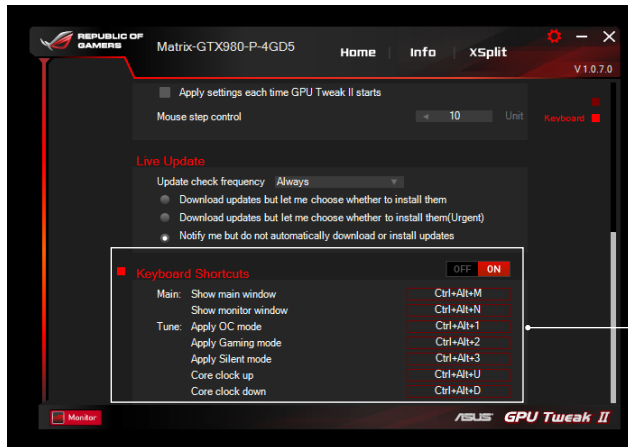 REPUBLIC OF
GAMERS
Matrix-GTX980-P-4GD5
Home Info XSplit
V 1.0.7.0
Apply settings each time GPU Tweak II starts
Mouse step control 10 Unit
Keyboard
Live Update
Update check frequency Always
Download updates but let me choose whether to install them
Download updates but let me choose whether to install them(Urgent)
Notify me but do not automatically download or install updates
Keyboard Shortcuts OFF ON
Main: Show main window Ctrl+Alt+M
Show monitor window Ctrl+Alt+N
Tune: Apply OC mode Ctrl+Alt+1
Apply Gaming mode Ctrl+Alt+2
Apply Silent mode Ctrl+Alt+3
Core clock up Ctrl+Alt+U
Core clock down Ctrl+Alt+D
Monitor
ASUS GPU Tweak II